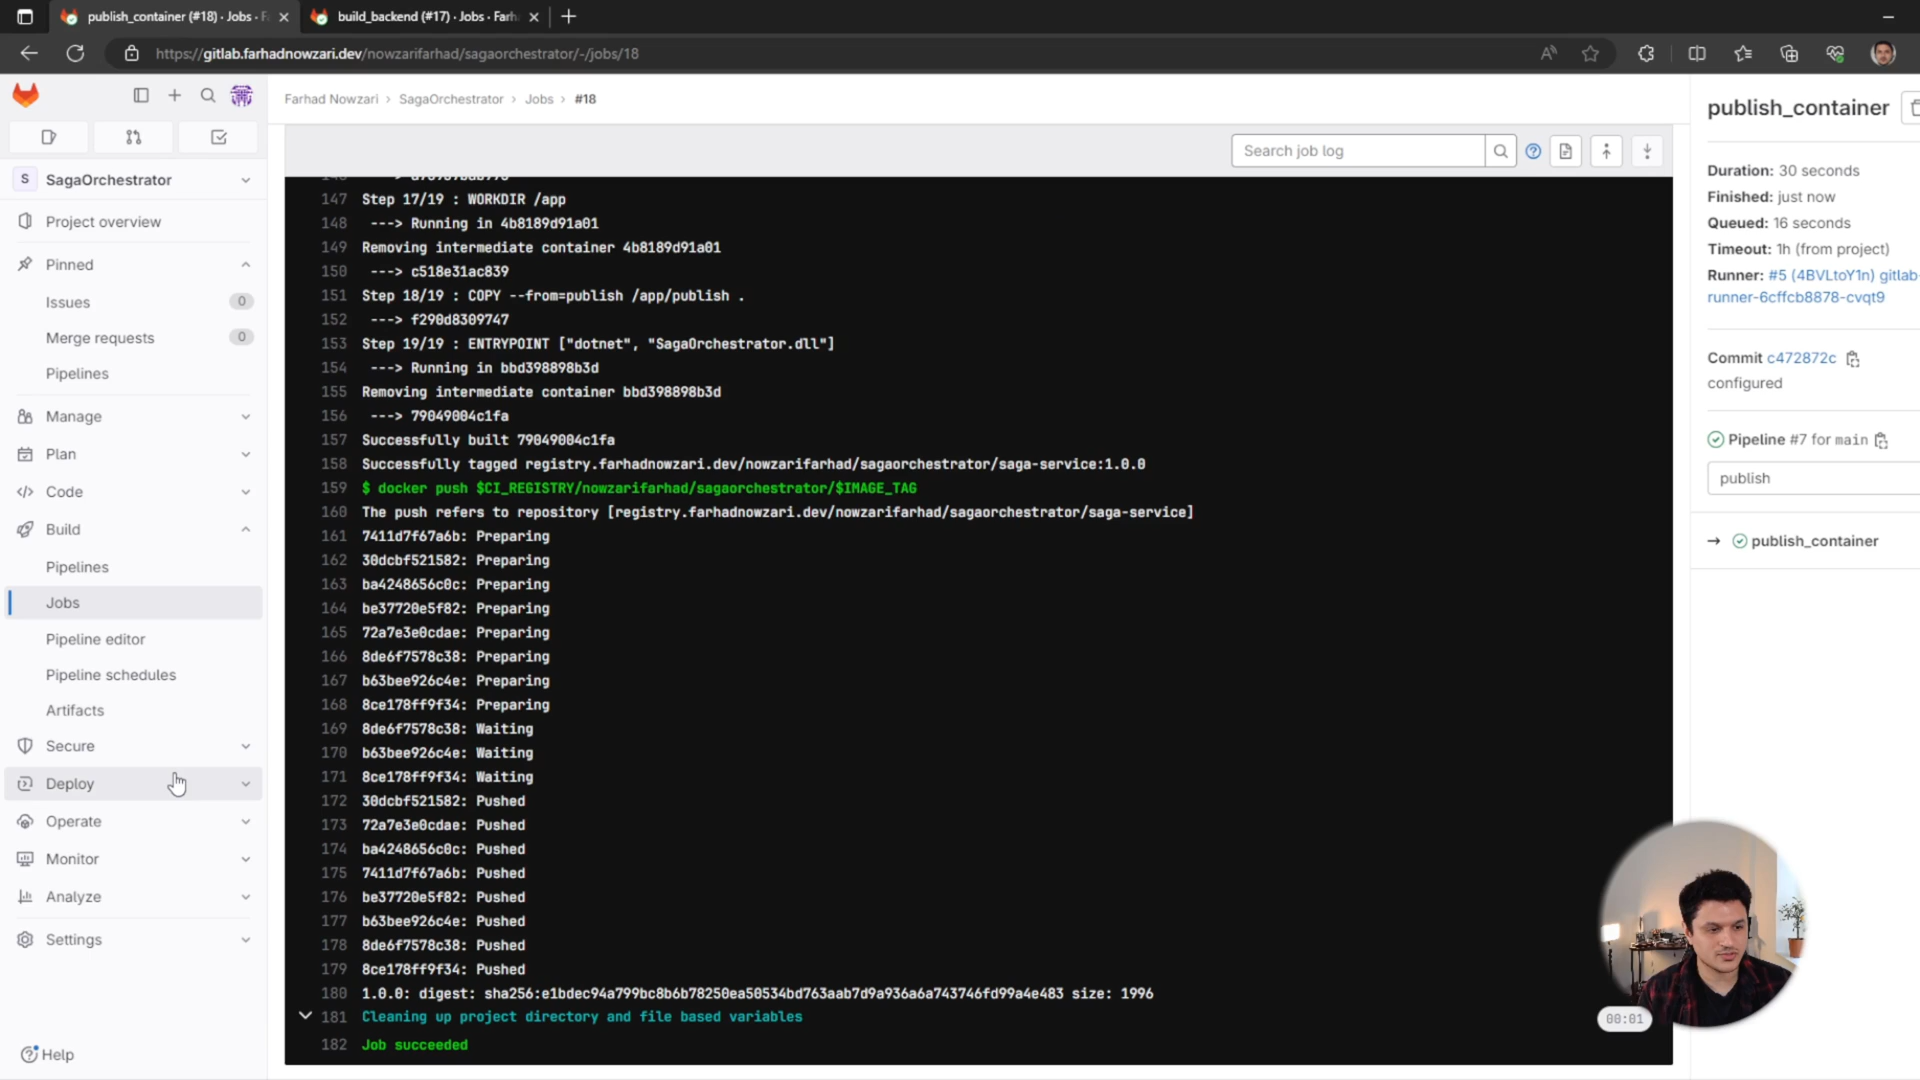 publish_container (#18) · Jobs · F
build_backend (#17) · Jobs · Farh
https://gitlab.farhadnowzari.dev/nowzarifarhad/sagaorchestrator/-/jobs/18
Farhad Nowzari › SagaOrchestrator › Jobs › #18
S SagaOrchestrator
Project overview
Pinned
Issues 0
Merge requests 0
Pipelines
Manage
Plan
Code
Build
Pipelines
Jobs
Pipeline editor
Pipeline schedules
Artifacts
Secure
Deploy
Operate
Monitor
Analyze
Settings
Help
Search job log
147 Step 17/19 : WORKDIR /app
148 ---> Running in 4b8189d91a01
149 Removing intermediate container 4b8189d91a01
150 ---> c518e31ac839
151 Step 18/19 : COPY --from=publish /app/publish .
152 ---> f290d8309747
153 Step 19/19 : ENTRYPOINT ["dotnet", "SagaOrchestrator.dll"]
154 ---> Running in bbd398898b3d
155 Removing intermediate container bbd398898b3d
156 ---> 79049004c1fa
157 Successfully built 79049004c1fa
158 Successfully tagged registry.farhadnowzari.dev/nowzarifarhad/sagaorchestrator/saga-service:1.0.0
159 $ docker push $CI_REGISTRY/nowzarifarhad/sagaorchestrator/$IMAGE_TAG
160 The push refers to repository [registry.farhadnowzari.dev/nowzarifarhad/sagaorchestrator/saga-service]
161 7411d7f67a6b: Preparing
162 30dcbf521582: Preparing
163 ba4248656c0c: Preparing
164 be37720e5f82: Preparing
165 72a7e3e0cdae: Preparing
166 8de6f7578c38: Preparing
167 b63bee926c4e: Preparing
168 8ce178ff9f34: Preparing
169 8de6f7578c38: Waiting
170 b63bee926c4e: Waiting
171 8ce178ff9f34: Waiting
172 30dcbf521582: Pushed
173 72a7e3e0cdae: Pushed
174 ba4248656c0c: Pushed
175 7411d7f67a6b: Pushed
176 be37720e5f82: Pushed
177 b63bee926c4e: Pushed
178 8de6f7578c38: Pushed
179 8ce178ff9f34: Pushed
180 1.0.0: digest: sha256:e1bdec94a799bc8b6b78250ea50534bd763aab7d9a936a6a743746fd99a4e483 size: 1996
181 Cleaning up project directory and file based variables
182 Job succeeded
publish_container
Duration: 30 seconds
Finished: just now
Queued: 16 seconds
Timeout: 1h (from project)
Runner: #5 (4BVLtoY1n) gitlab-
runner-6cffcb8878-cvqt9
Commit c472872c
configured
Pipeline #7 for main
publish
→ publish_container
00:01